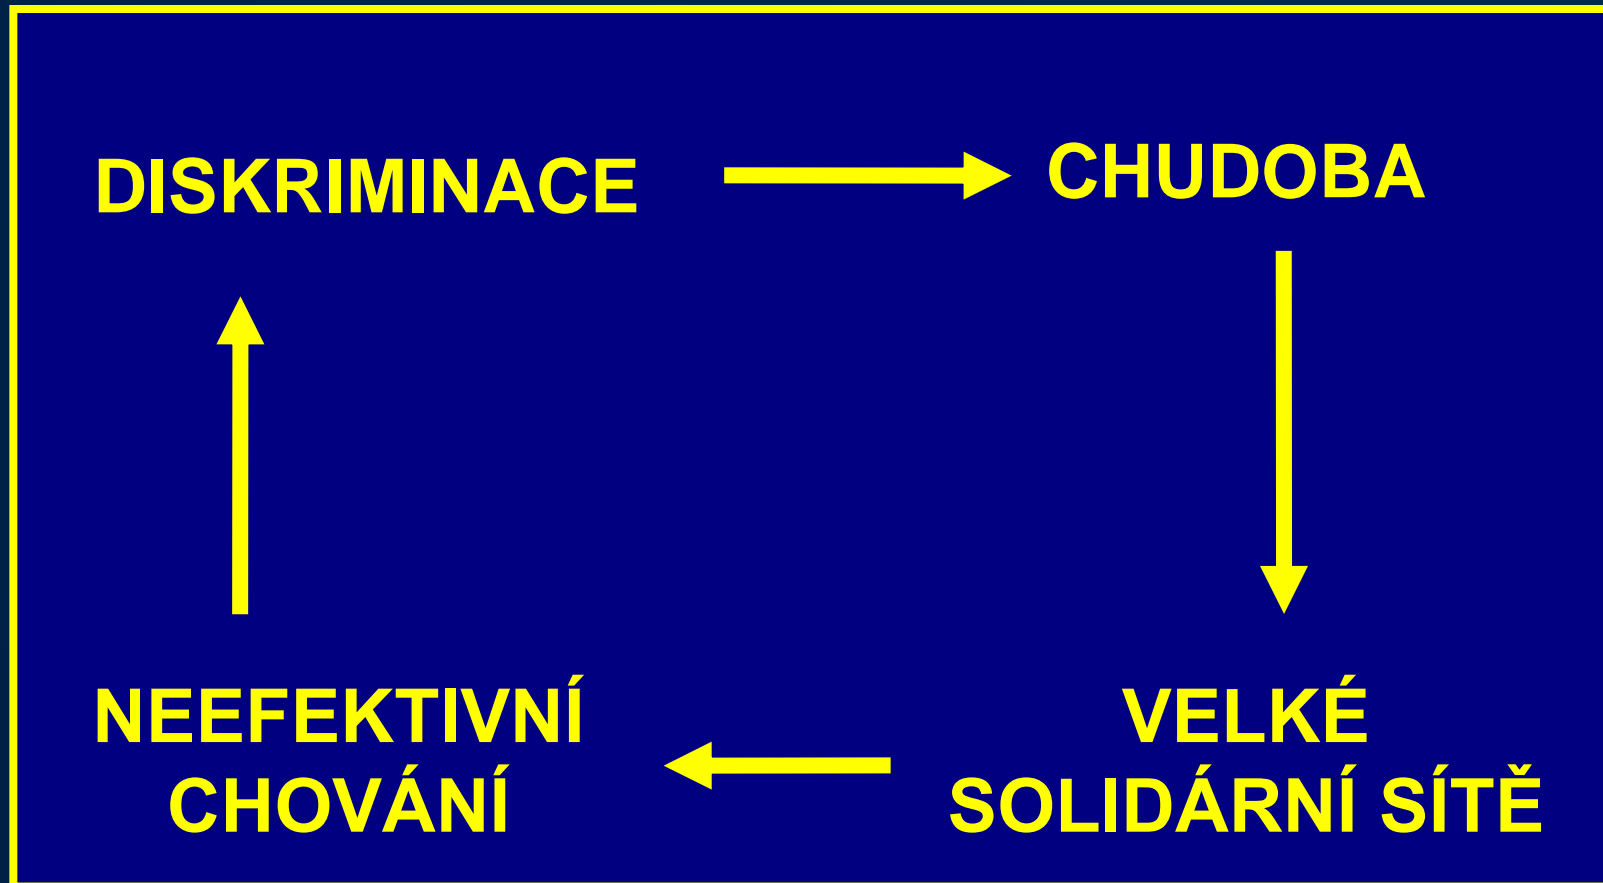 DISKRIMINACE
CHUDOBA
NEEFEKTIVNÍ
CHOVÁNÍ
VELKÉ
SOLIDÁRNÍ SÍTĚ